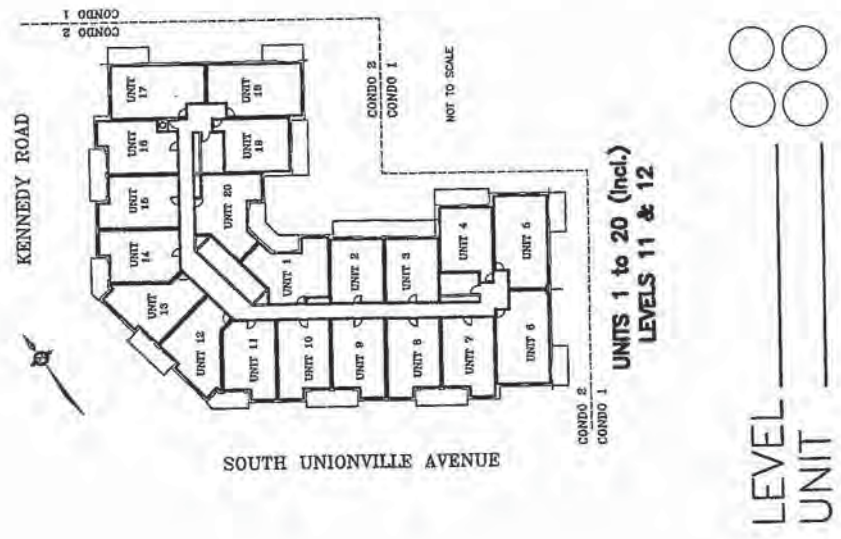 CONDO 1
CONDO 2
KENNEDY ROAD
UNIT
17
UNIT
18
UNIT
16
UNIT
19
UNIT
15
UNIT
20
UNIT
14
UNIT
13
UNIT
12
UNIT 11
UNIT 10
UNIT 9
UNIT 8
UNIT 7
UNIT 6
UNIT 1
UNIT 2
UNIT 3
UNIT 4
UNIT 5
CONDO 2
CONDO 1
NOT TO SCALE
CONDO 2
CONDO 1
SOUTH UNIONVILLE AVENUE
UNITS 1 to 20 (Incl.)
LEVELS 11 & 12
LEVEL
UNIT